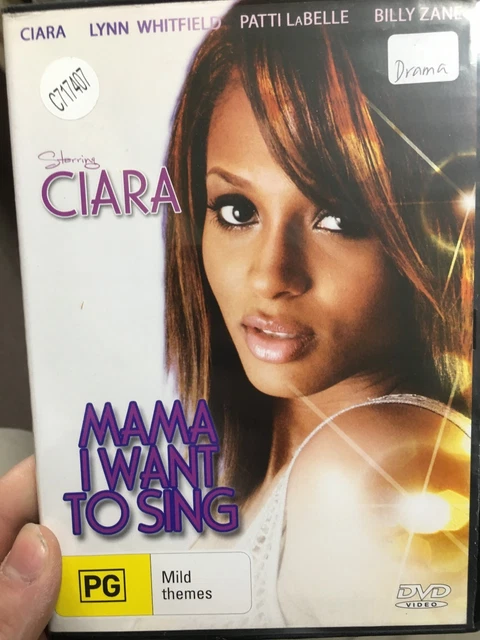 CIARA LYNN WHITFIELD PATTI LABELLE BILLY ZANE
Drama
C717407
Starring
CIARA
MAMA
I WANT
TO SING
PG
Mild
themes
DVD
VIDEO